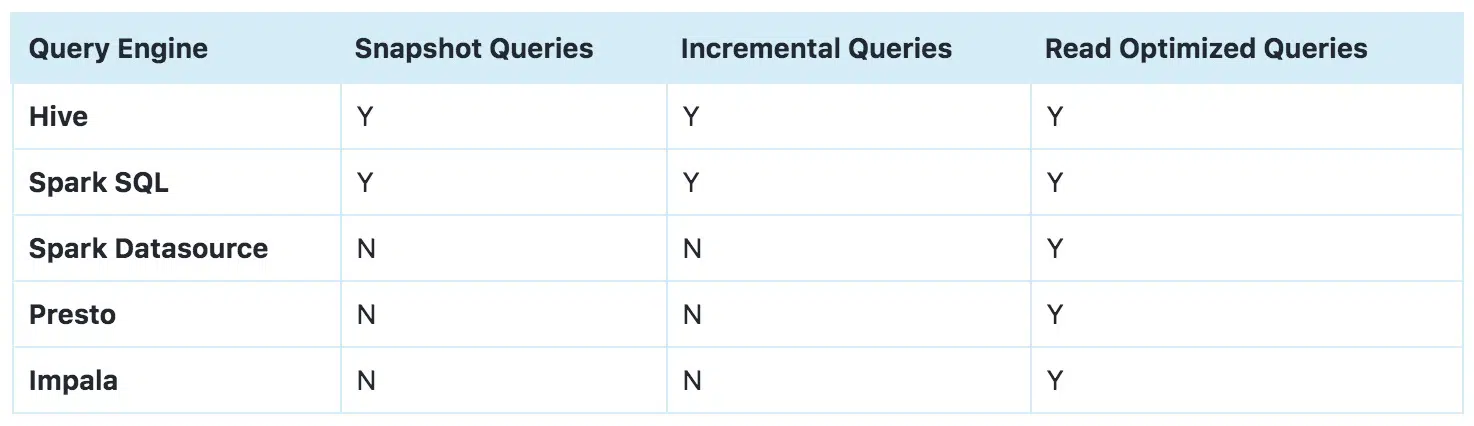 Query Engine Snapshot Queries Incremental Queries Read Optimized Queries
Hive Y Y Y
Spark SQL Y Y Y
Spark Datasource N N Y
Presto N N Y
Impala N N Y